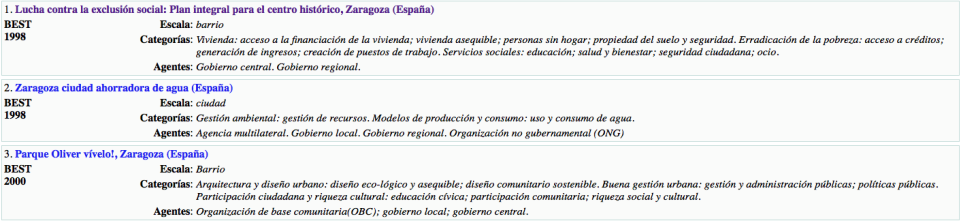 1. Lucha contra la exclusión social: Plan integral para el centro histórico, Zaragoza (España)
BEST Escala: barrio
1998 Categorías: Vivienda: acceso a la financiación de la vivienda; vivienda asequible; personas sin hogar; propiedad del suelo y seguridad. Erradicación de la pobreza: acceso a créditos;
generación de ingresos; creación de puestos de trabajo. Servicios sociales: educación; salud y bienestar; seguridad ciudadana; ocio.
Agentes: Gobierno central. Gobierno regional.
2. Zaragoza ciudad ahorradora de agua (España)
BEST Escala: ciudad
1998 Categorías: Gestión ambiental: gestión de recursos. Modelos de producción y consumo: uso y consumo de agua.
Agentes: Agencia multilateral. Gobierno local. Gobierno regional. Organización no gubernamental (ONG)
3. Parque Oliver vívelo!, Zaragoza (España)
BEST Escala: Barrio
2000 Categorías: Arquitectura y diseño urbano: diseño eco-lógico y asequible; diseño comunitario sostenible. Buena gestión urbana: gestión y administración públicas; políticas públicas.
Participación ciudadana y riqueza cultural: educación cívica; participación comunitaria; riqueza social y cultural.
Agentes: Organización de base comunitaria(OBC); gobierno local; gobierno central.